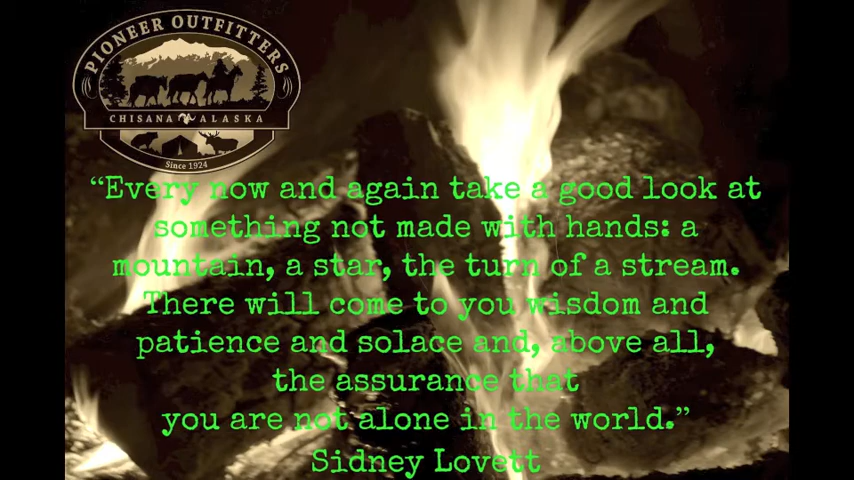 PIONEER OUTFITTERS
CHISANA ALASKA
Since 1924
“Every now and again take a good look at
something not made with hands: a
mountain, a star, the turn of a stream.
There will come to you wisdom and
patience and solace and, above all,
the assurance that
you are not alone in the world.”
Sidney Lovett